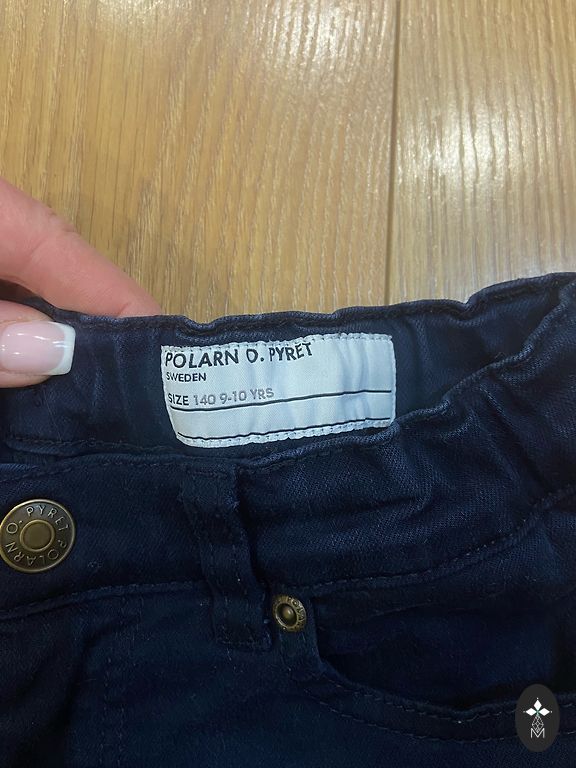 POLARN O. PYRET
SWEDEN
SIZE 140 9-10 YRS
POLARN O. PYRET
M